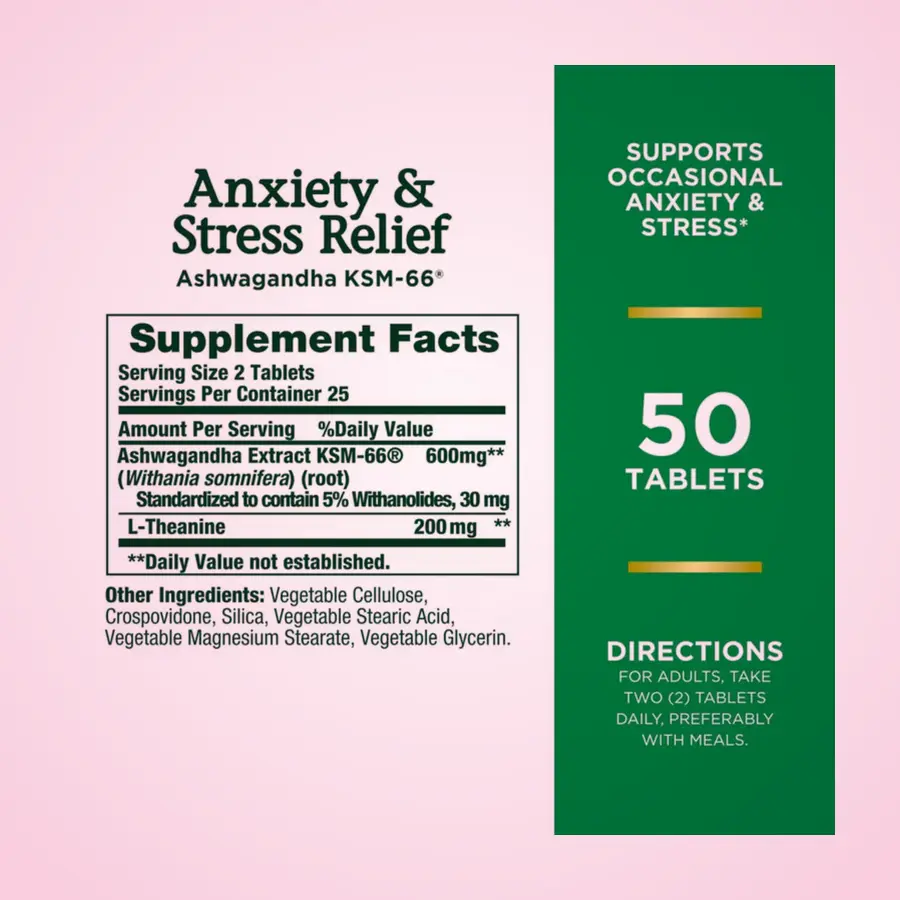 Anxiety &
Stress Relief
Ashwagandha KSM-66®
Supplement Facts
Serving Size 2 Tablets
Servings Per Container 25
Amount Per Serving %Daily Value
Ashwagandha Extract KSM-66® 600mg**
(Withania somnifera) (root)
Standardized to contain 5% Withanolides, 30 mg
L-Theanine 200 mg **
**Daily Value not established.
Other Ingredients: Vegetable Cellulose,
Crospovidone, Silica, Vegetable Stearic Acid,
Vegetable Magnesium Stearate, Vegetable Glycerin.
SUPPORTS
OCCASIONAL
ANXIETY &
STRESS*
50
TABLETS
DIRECTIONS
FOR ADULTS, TAKE
TWO (2) TABLETS
DAILY, PREFERABLY
WITH MEALS.